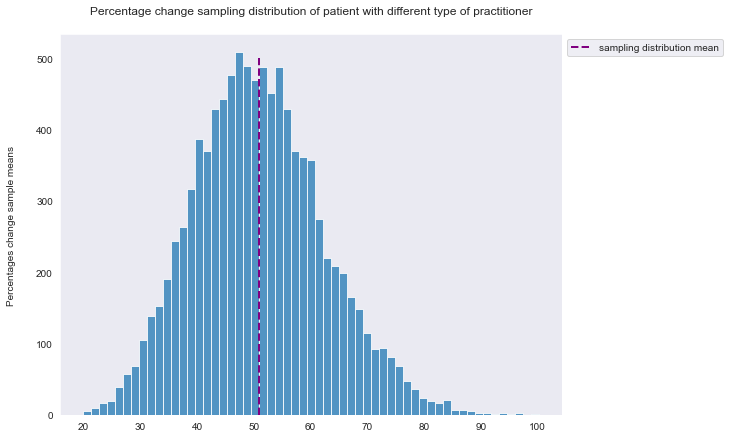 Percentage change sampling distribution of patient with different type of practitioner
sampling distribution mean
Percentages change sample means
500
400
300
200
100
0
20 30 40 50 60 70 80 90 100